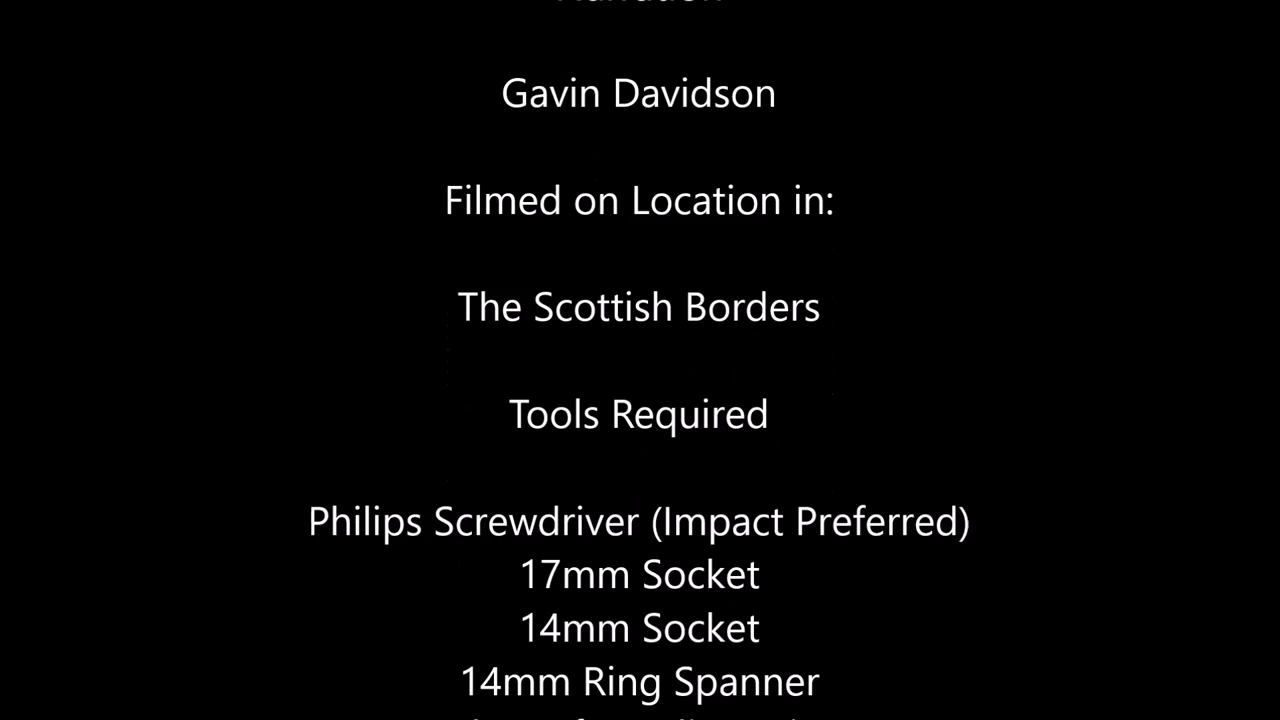 Gavin Davidson
Filmed on Location in:
The Scottish Borders
Tools Required
Philips Screwdriver (Impact Preferred)
17mm Socket
14mm Socket
14mm Ring Spanner